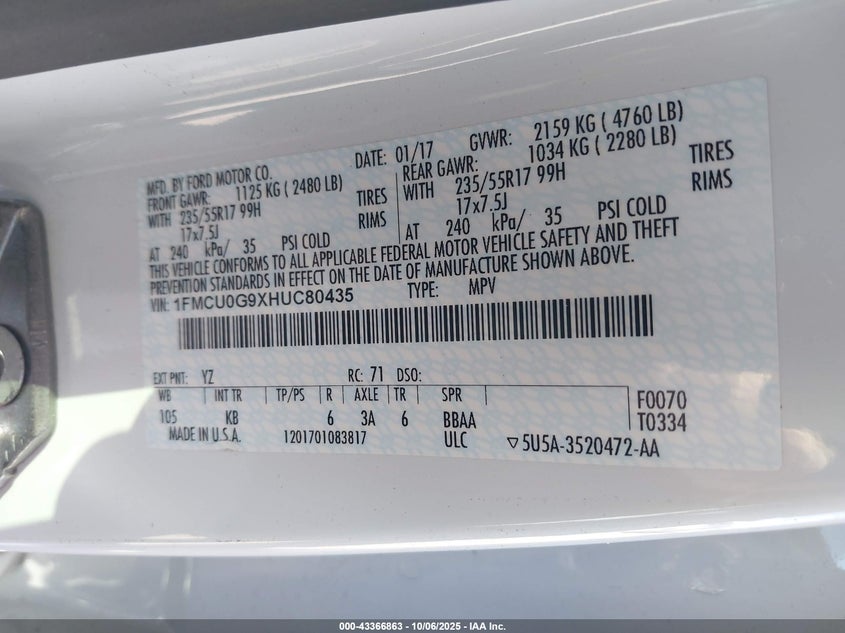 MFD. BY FORD MOTOR CO. DATE: 01/17 GVWR: 2159 KG ( 4760 LB)
FRONT GAWR: 1125 KG ( 2480 LB) REAR GAWR: 1034 KG ( 2280 LB)
WITH 235/55R17 99H TIRES WITH 235/55R17 99H TIRES
17x7.5J RIMS 17x7.5J RIMS
AT 240 kPa/ 35 PSI COLD AT 240 kPa/ 35 PSI COLD
THIS VEHICLE CONFORMS TO ALL APPLICABLE FEDERAL MOTOR VEHICLE SAFETY AND THEFT
PREVENTION STANDARDS IN EFFECT ON THE DATE OF MANUFACTURE SHOWN ABOVE.
VIN: 1FMCU0G9XHUC80435 TYPE: MPV
EXT PNT: YZ RC: 71 DSO:
WB INT TR TP/PS R AXLE TR SPR F0070
105 KB 6 3A 6 BBAA T0334
MADE IN U.S.A. 1201701083817 ULC ▽5U5A-3520472-AA
000-43366863 - 10/06/2025 - IAA Inc.